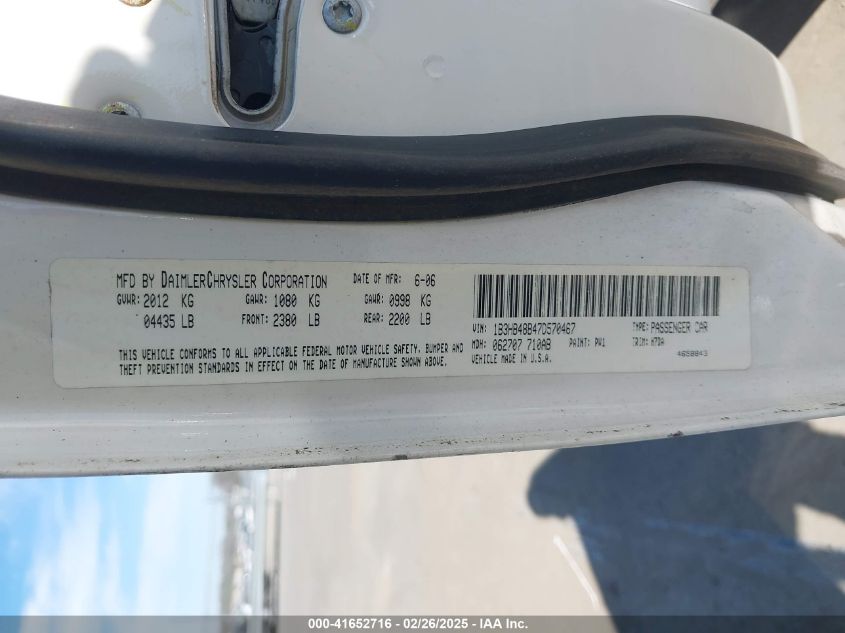 MFD BY DAIMLERCHRYSLER CORPORATION DATE OF MFR: 6-06
GVWR: 2012 KG GAWR: 1080 KG GAWR: 0998 KG
04435 LB FRONT: 2380 LB REAR: 2200 LB
THIS VEHICLE CONFORMS TO ALL APPLICABLE FEDERAL MOTOR VEHICLE SAFETY, BUMPER AND
THEFT PREVENTION STANDARDS IN EFFECT ON THE DATE OF MANUFACTURE SHOWN ABOVE.
VIN: 1B3HB48B47D570467 TYPE: PASSENGER CAR
MDH: 062707 710AB PAINT: PW1 TRIM: H7DA
VEHICLE MADE IN U.S.A. 4658843
000-41652716 - 02/26/2025 - IAA Inc.